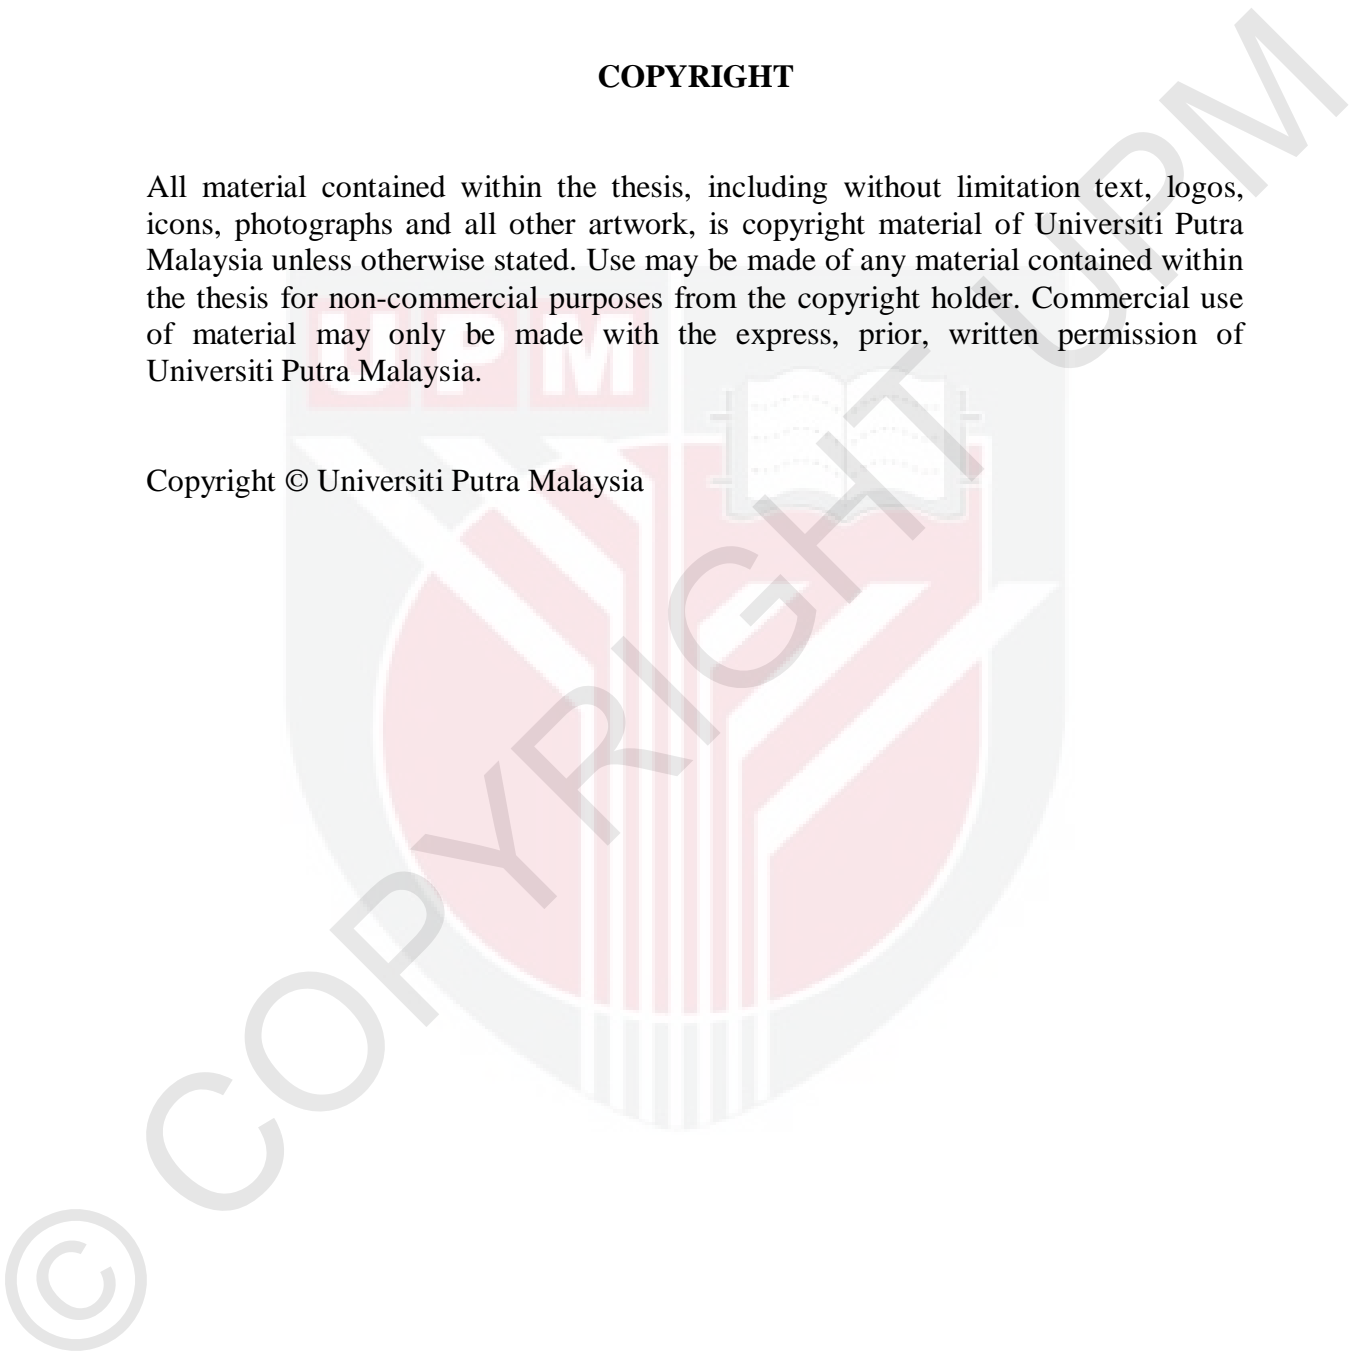 COPYRIGHT
All material contained within the thesis, including without limitation text, logos,
icons, photographs and all other artwork, is copyright material of Universiti Putra
Malaysia unless otherwise stated. Use may be made of any material contained within
the thesis for non-commercial purposes from the copyright holder. Commercial use
of material may only be made with the express, prior, written permission of
Universiti Putra Malaysia.
UPM
Copyright © Universiti Putra Malaysia
© COPYRIGHT UPM